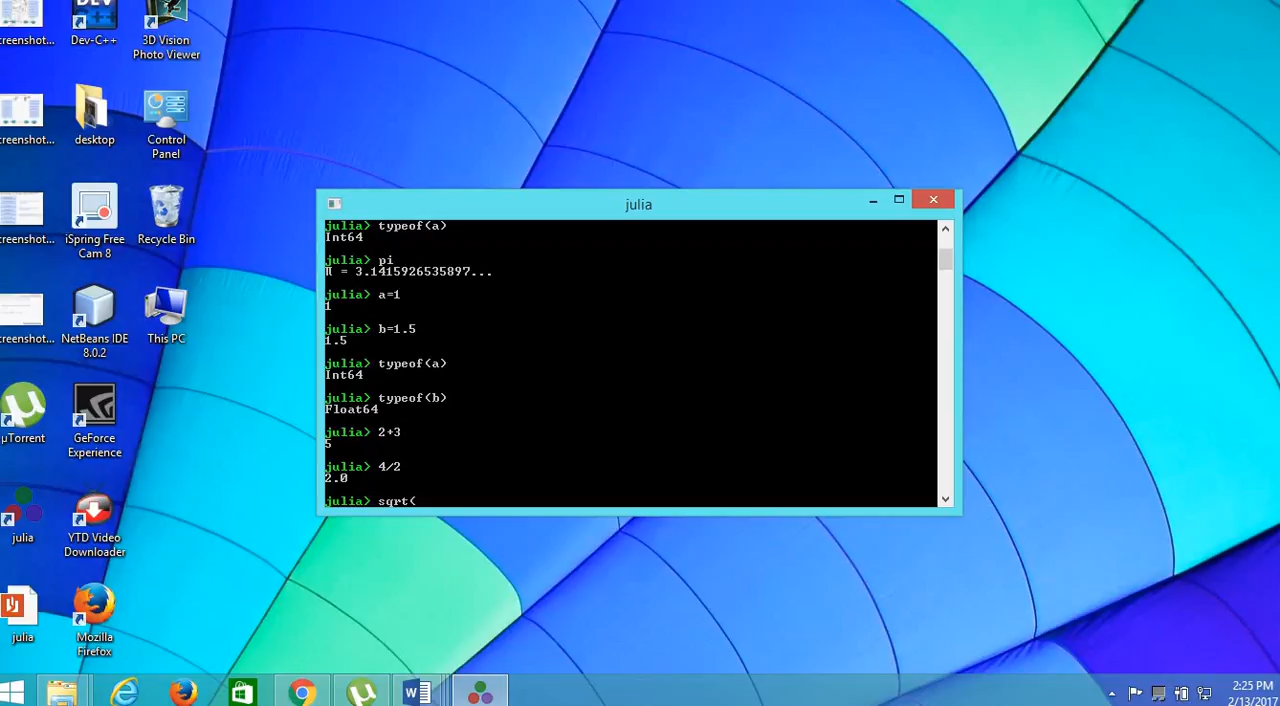 creenshot...
Dev-C++
3D Vision
Photo Viewer
creenshot...
desktop
Control
Panel
creenshot...
iSpring Free
Cam 8
Recycle Bin
creenshot...
NetBeans IDE
8.0.2
This PC
µTorrent
GeForce
Experience
julia
YTD Video
Downloader
julia
Mozilla
Firefox
julia
julia> typeof(a)
Int64
julia> pi
π = 3.1415926535897...
julia> a=1
1
julia> b=1.5
1.5
julia> typeof(a)
Int64
julia> typeof(b)
Float64
julia> 2+3
5
julia> 4/2
2.0
julia> sqrt(
2:25 PM
2/13/2017